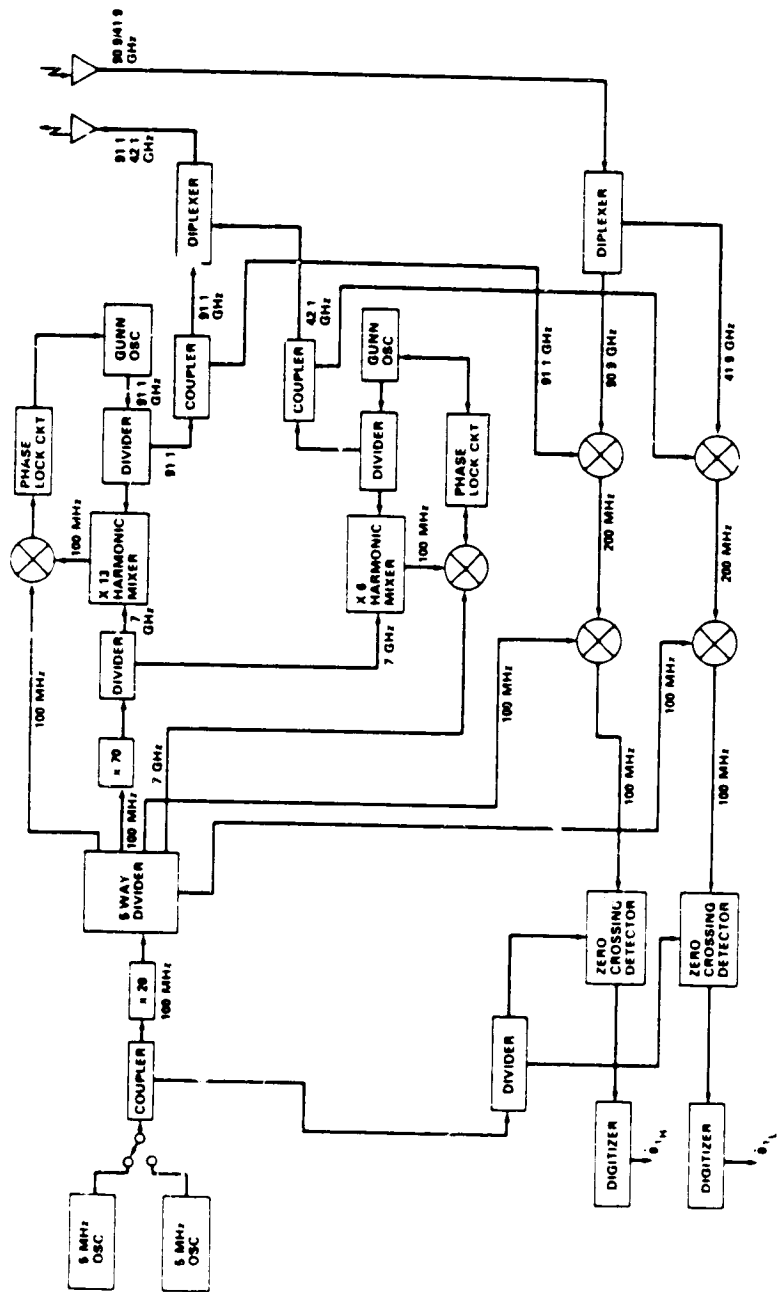 5 MHz
OSC
5 MHz
OSC
COUPLER
x 20
100 MHz
5 WAY
DIVIDER
100 MHz
100 MHz
x 70
DIVIDER
7
GHz
X 13
HARMONIC
MIXER
100 MHz
PHASE
LOCK CKT
GUNN
OSC
91 1
GHz
DIVIDER
91 1
COUPLER
91 1
GHz
DIPLEXER
91 1
42 1
GHz
90 9/41 9
GHz
7 GHz
7 GHz
X 6
HARMONIC
MIXER
100 MHz
PHASE
LOCK CKT
DIVIDER
GUNN
OSC
COUPLER
42 1
GHz
DIPLEXER
91 1 GHz
90 9 GHz
41 9 GHz
200 MHz
200 MHz
100 MHz
100 MHz
100 MHz
100 MHz
DIVIDER
ZERO
CROSSING
DETECTOR
ZERO
CROSSING
DETECTOR
DIGITIZER
DIGITIZER